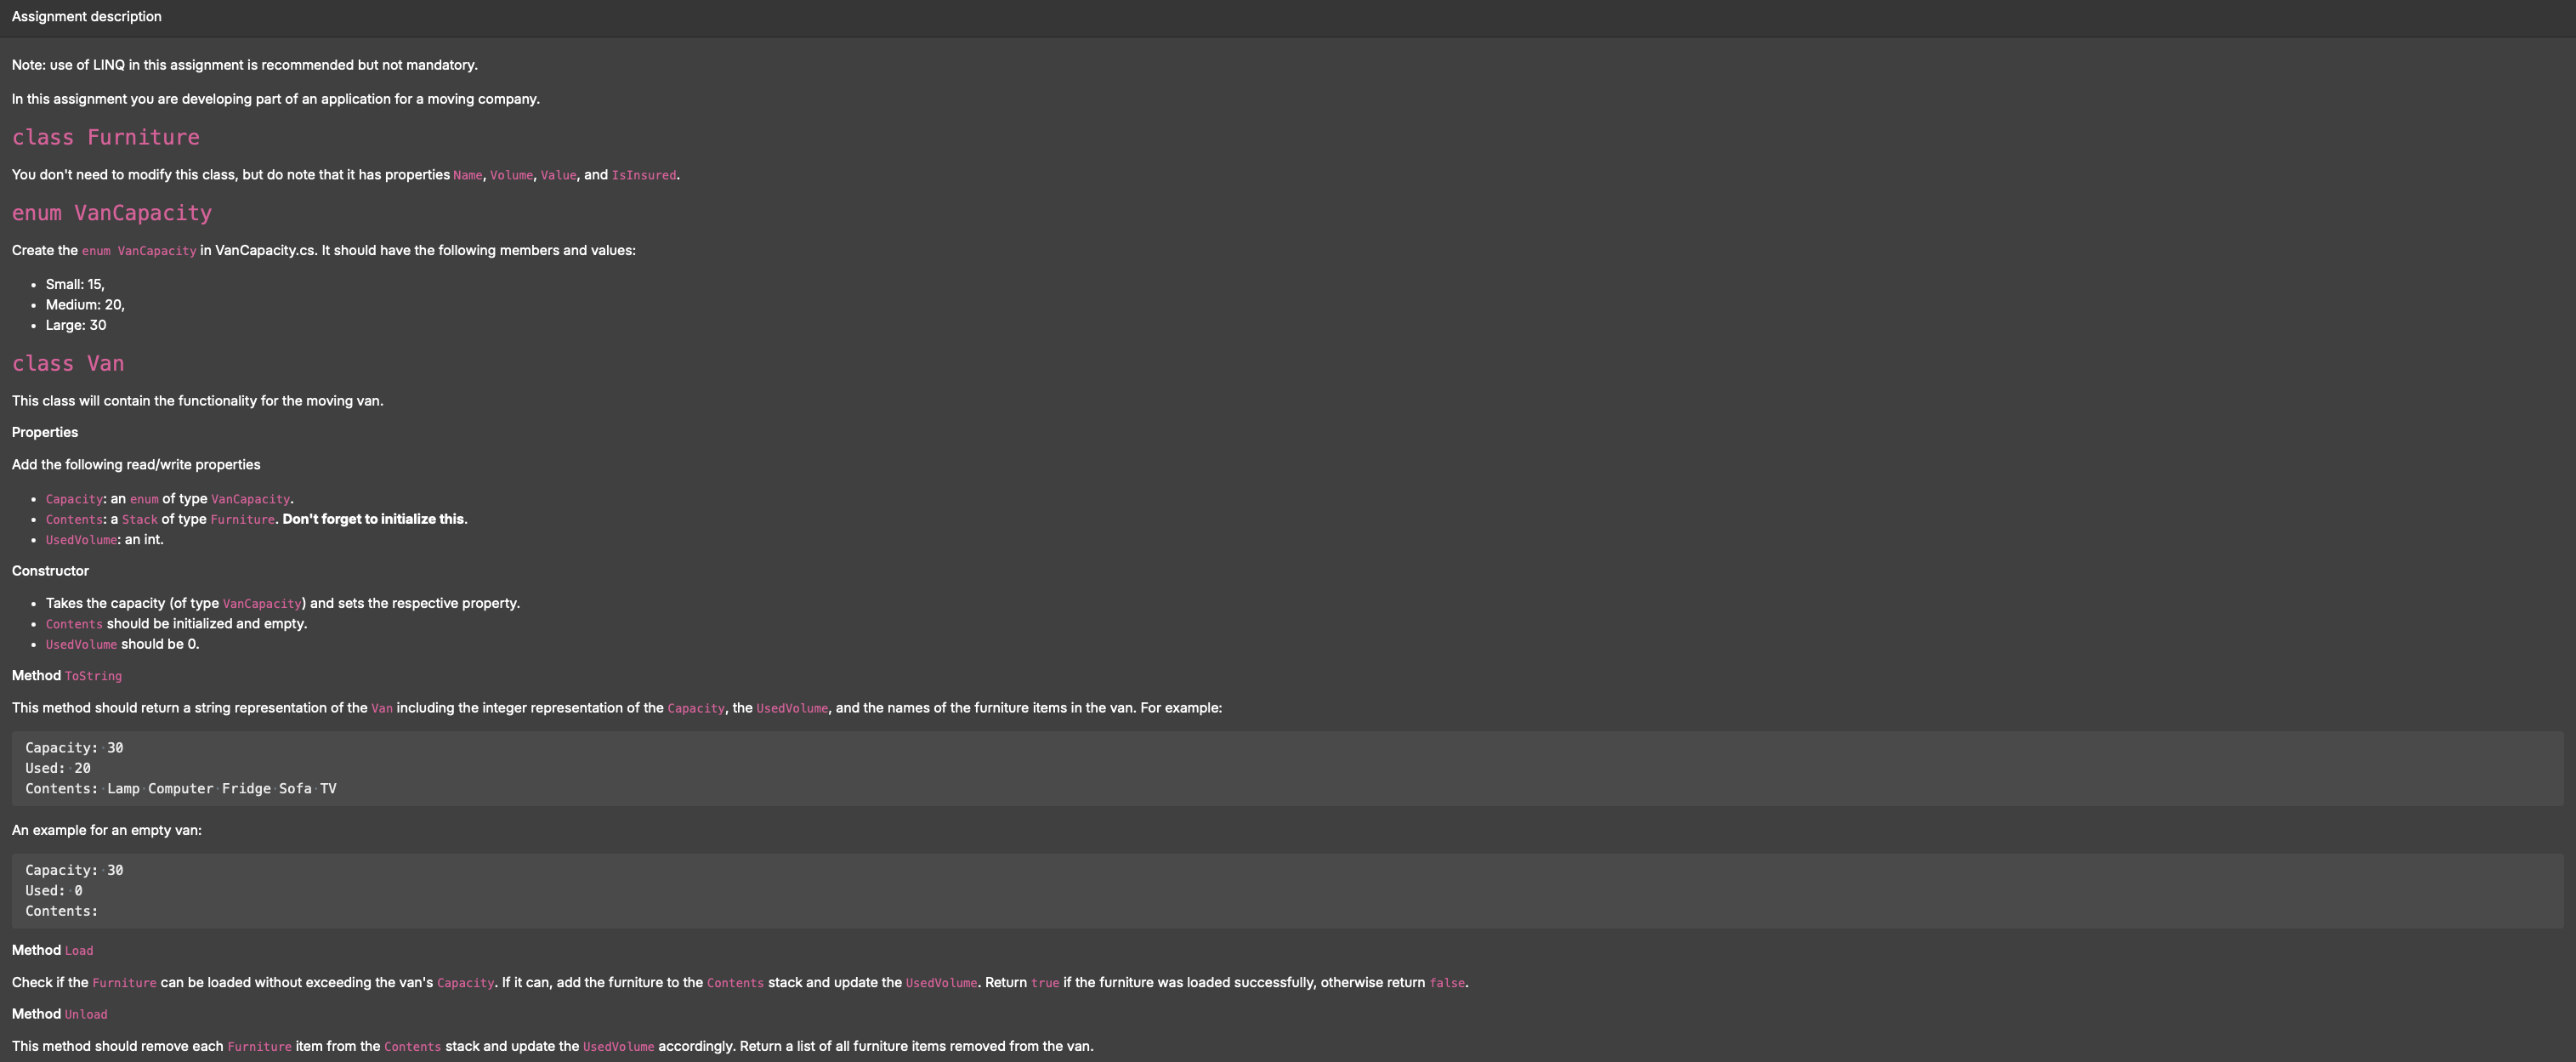 Assignment description
Note: use of LINQ in this assignment is recommended but not mandatory.
In this assignment you are developing part of an application for a moving company.
class Furniture
You don't need to modify this class, but do note that it has properties Name, Volume, Value, and IsInsured.
enum VanCapacity
Create the enum VanCapacity in VanCapacity.cs. It should have the following members and values:
• Small: 15,
• Medium: 20,
• Large: 30
class Van
This class will contain the functionality for the moving van.
Properties
Add the following read/write properties
• Capacity: an enum of type VanCapacity.
• Contents: a Stack of type Furniture. Don't forget to initialize this.
• UsedVolume: an int.
Constructor
• Takes the capacity (of type VanCapacity) and sets the respective property.
• Contents should be initialized and empty.
• UsedVolume should be 0.
Method ToString
This method should return a string representation of the Van including the integer representation of the Capacity, the UsedVolume, and the names of the furniture items in the van. For example:
Capacity: 30
Used: 20
Contents: Lamp Computer Fridge Sofa TV
An example for an empty van:
Capacity: 30
Used: 0
Contents:
Method Load
Check if the Furniture can be loaded without exceeding the van's Capacity. If it can, add the furniture to the Contents stack and update the UsedVolume. Return true if the furniture was loaded successfully, otherwise return false.
Method Unload
This method should remove each Furniture item from the Contents stack and update the UsedVolume accordingly. Return a list of all furniture items removed from the van.